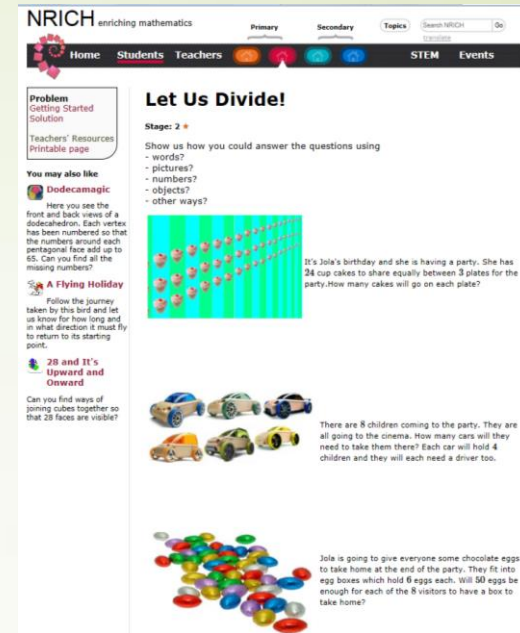 NRICH enriching mathematics
Primary
Secondary
Topics
Search NRICH
Go
translate
Home
Students
Teachers
STEM
Events
Problem
Getting Started
Solution
Teachers' Resources
Printable page
You may also like
Dodecamagic
Here you see the
front and back views of a
dodecahedron. Each vertex
has been numbered so that
the numbers around each
pentagonal face add up to
65. Can you find all the
missing numbers?
A Flying Holiday
Follow the journey
taken by this bird and let
us know for how long and
in what direction it must fly
to return to its starting
point.
28 and It's
Upward and
Onward
Can you find ways of
joining cubes together so
that 28 faces are visible?
Let Us Divide!
Stage: 2
Show us how you could answer the questions using
- words?
- pictures?
- numbers?
- objects?
- other ways?
It's Jola's birthday and she is having a party. She has
24 cup cakes to share equally between 3 plates for the
party.How many cakes will go on each plate?
There are 8 children coming to the party. They are
all going to the cinema. How many cars will they
need to take them there? Each car will hold 4
children and they will each need a driver too.
Jola is going to give everyone some chocolate eggs
to take home at the end of the party. They fit into
egg boxes which hold 6 eggs each. Will 50 eggs be
enough for each of the 8 visitors to have a box to
take home?